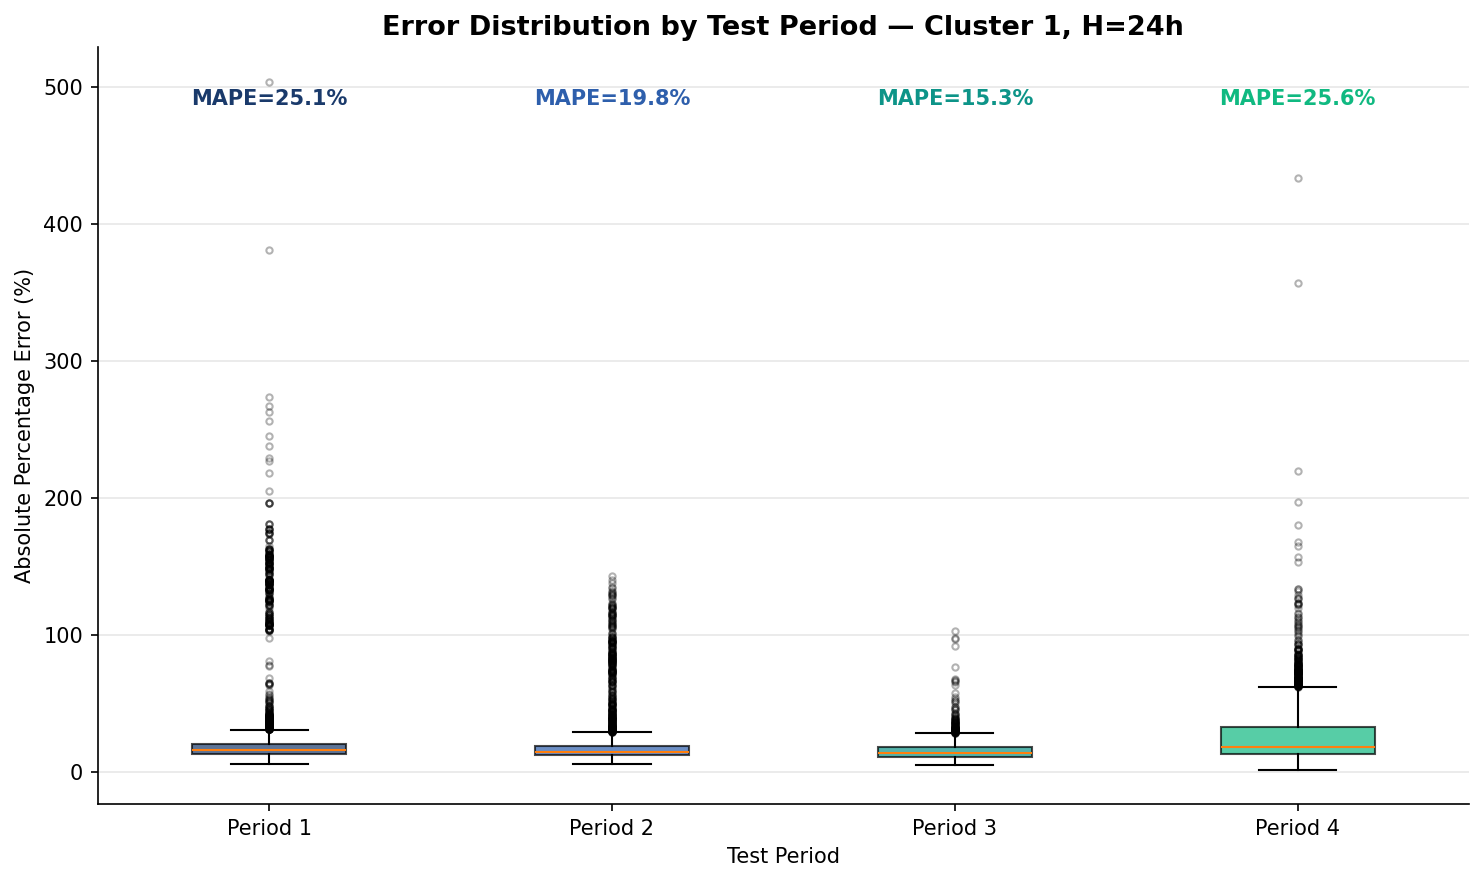 Error Distribution by Test Period — Cluster 1, H=24h
MAPE=25.1%
MAPE=19.8%
MAPE=15.3%
MAPE=25.6%
Absolute Percentage Error (%)
500
400
300
200
100
0
Period 1
Period 2
Period 3
Period 4
Test Period